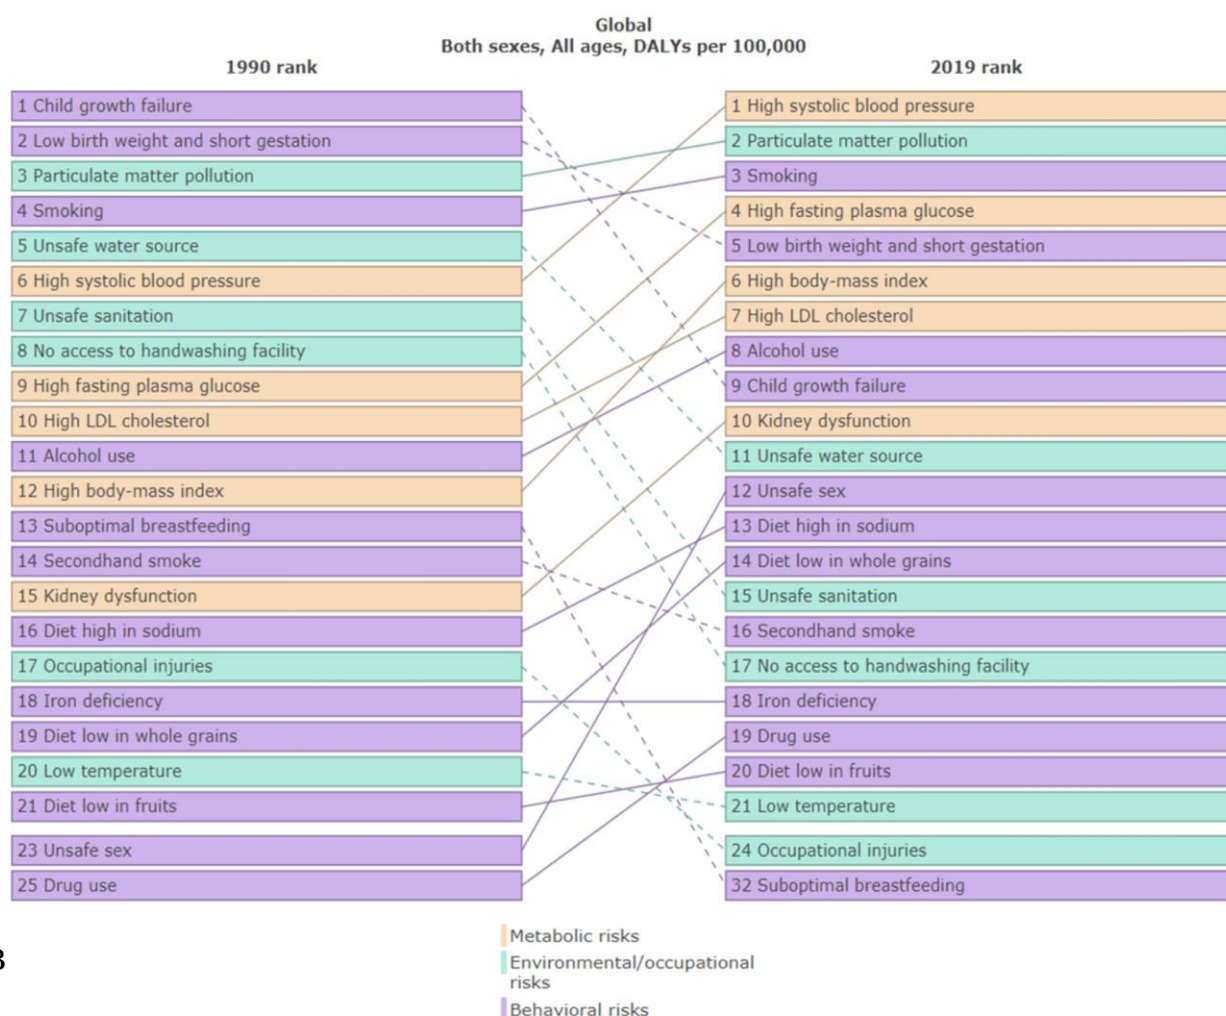 Global
Both sexes, All ages, DALYs per 100,000
1990 rank
2019 rank
1 Child growth failure
2 Low birth weight and short gestation
3 Particulate matter pollution
4 Smoking
5 Unsafe water source
6 High systolic blood pressure
7 Unsafe sanitation
8 No access to handwashing facility
9 High fasting plasma glucose
10 High LDL cholesterol
11 Alcohol use
12 High body-mass index
13 Suboptimal breastfeeding
14 Secondhand smoke
15 Kidney dysfunction
16 Diet high in sodium
17 Occupational injuries
18 Iron deficiency
19 Diet low in whole grains
20 Low temperature
21 Diet low in fruits
23 Unsafe sex
25 Drug use
1 High systolic blood pressure
2 Particulate matter pollution
3 Smoking
4 High fasting plasma glucose
5 Low birth weight and short gestation
6 High body-mass index
7 High LDL cholesterol
8 Alcohol use
9 Child growth failure
10 Kidney dysfunction
11 Unsafe water source
12 Unsafe sex
13 Diet high in sodium
14 Diet low in whole grains
15 Unsafe sanitation
16 Secondhand smoke
17 No access to handwashing facility
18 Iron deficiency
19 Drug use
20 Diet low in fruits
21 Low temperature
24 Occupational injuries
32 Suboptimal breastfeeding
Metabolic risks
Environmental/occupational
risks
Behavioral risks